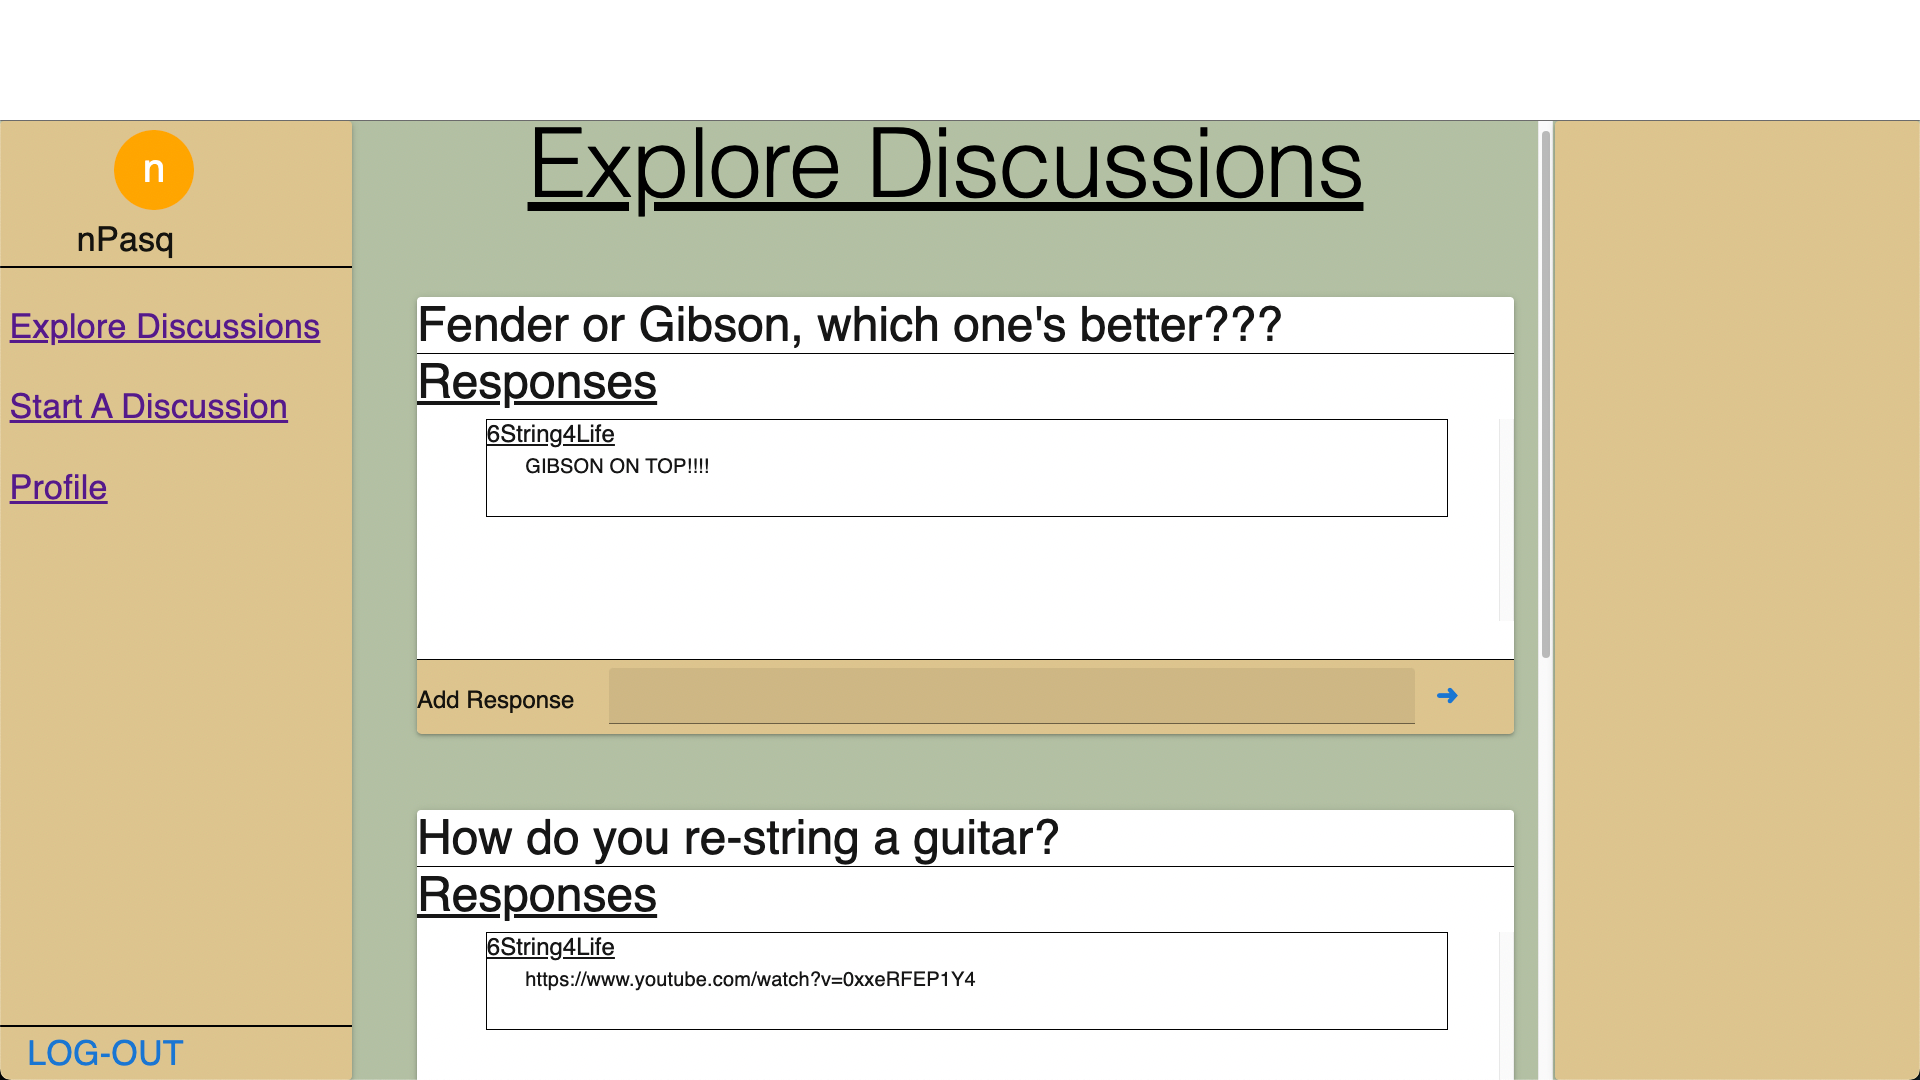 n
nPasq
Explore Discussions
Start A Discussion
Profile
LOG-OUT
Explore Discussions
Fender or Gibson, which one's better???
Responses
6String4Life
GIBSON ON TOP!!!!
Add Response
How do you re-string a guitar?
Responses
6String4Life
https://www.youtube.com/watch?v=0xxeRFEP1Y4